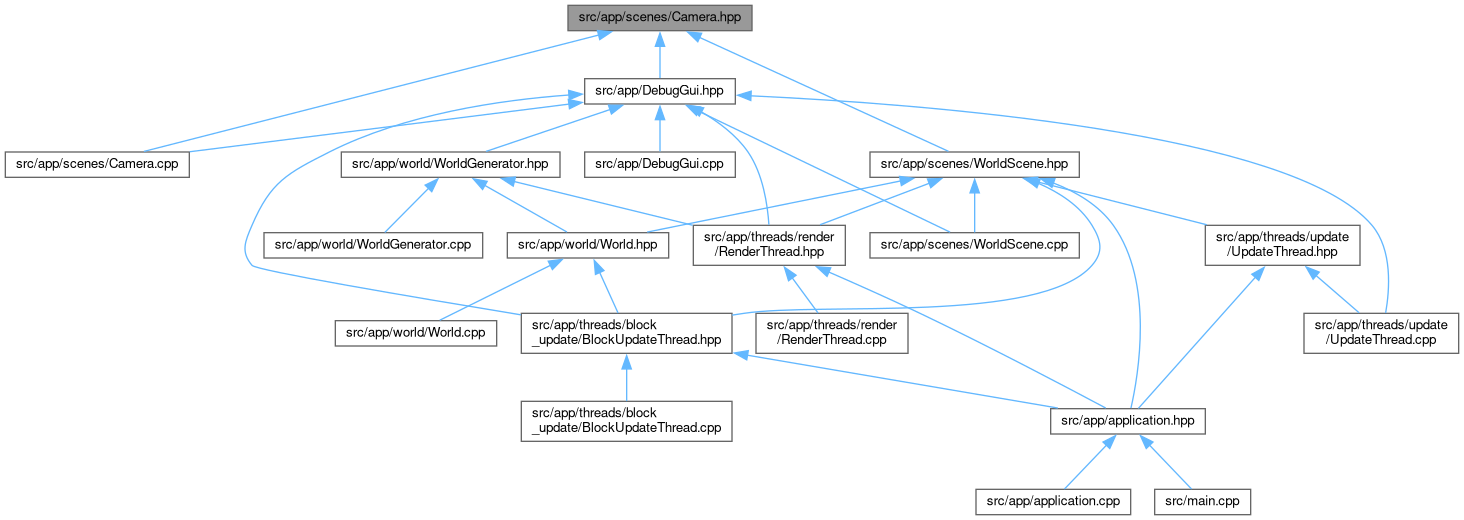 src/app/scenes/Camera.hpp
src/app/DebugGui.hpp
src/app/scenes/Camera.cpp
src/app/world/WorldGenerator.hpp
src/app/DebugGui.cpp
src/app/scenes/WorldScene.hpp
src/app/world/WorldGenerator.cpp
src/app/world/World.hpp
src/app/threads/render
/RenderThread.hpp
src/app/scenes/WorldScene.cpp
src/app/threads/update
/UpdateThread.hpp
src/app/world/World.cpp
src/app/threads/block
_update/BlockUpdateThread.hpp
src/app/threads/render
/RenderThread.cpp
src/app/threads/update
/UpdateThread.cpp
src/app/threads/block
_update/BlockUpdateThread.cpp
src/app/application.hpp
src/app/application.cpp
src/main.cpp